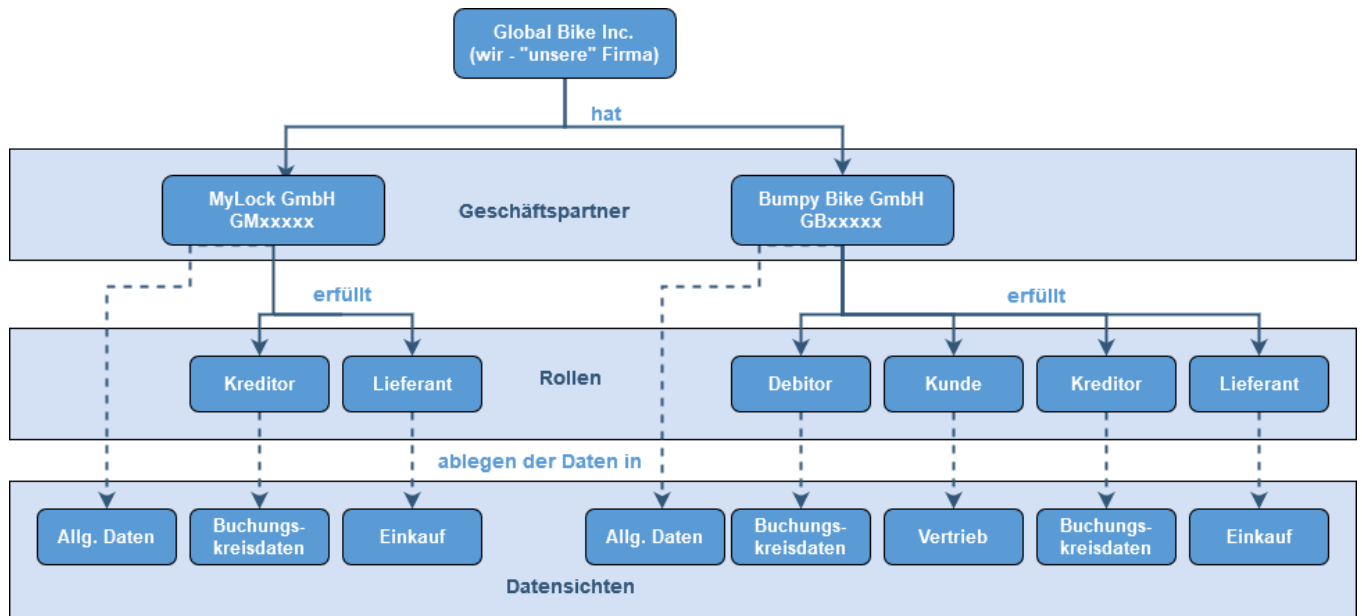 Global Bike Inc.
(wir - "unsere" Firma)
hat
MyLock GmbH
GMxxxxx
Geschäftspartner
Bumpy Bike GmbH
GBxxxxx
erfüllt
erfüllt
Kreditor
Lieferant
Rollen
Debitor
Kunde
Kreditor
Lieferant
ablegen der Daten in
Allg. Daten
Buchungs-
kreisdaten
Einkauf
Allg. Daten
Buchungs-
kreisdaten
Vertrieb
Buchungs-
kreisdaten
Einkauf
Datensichten